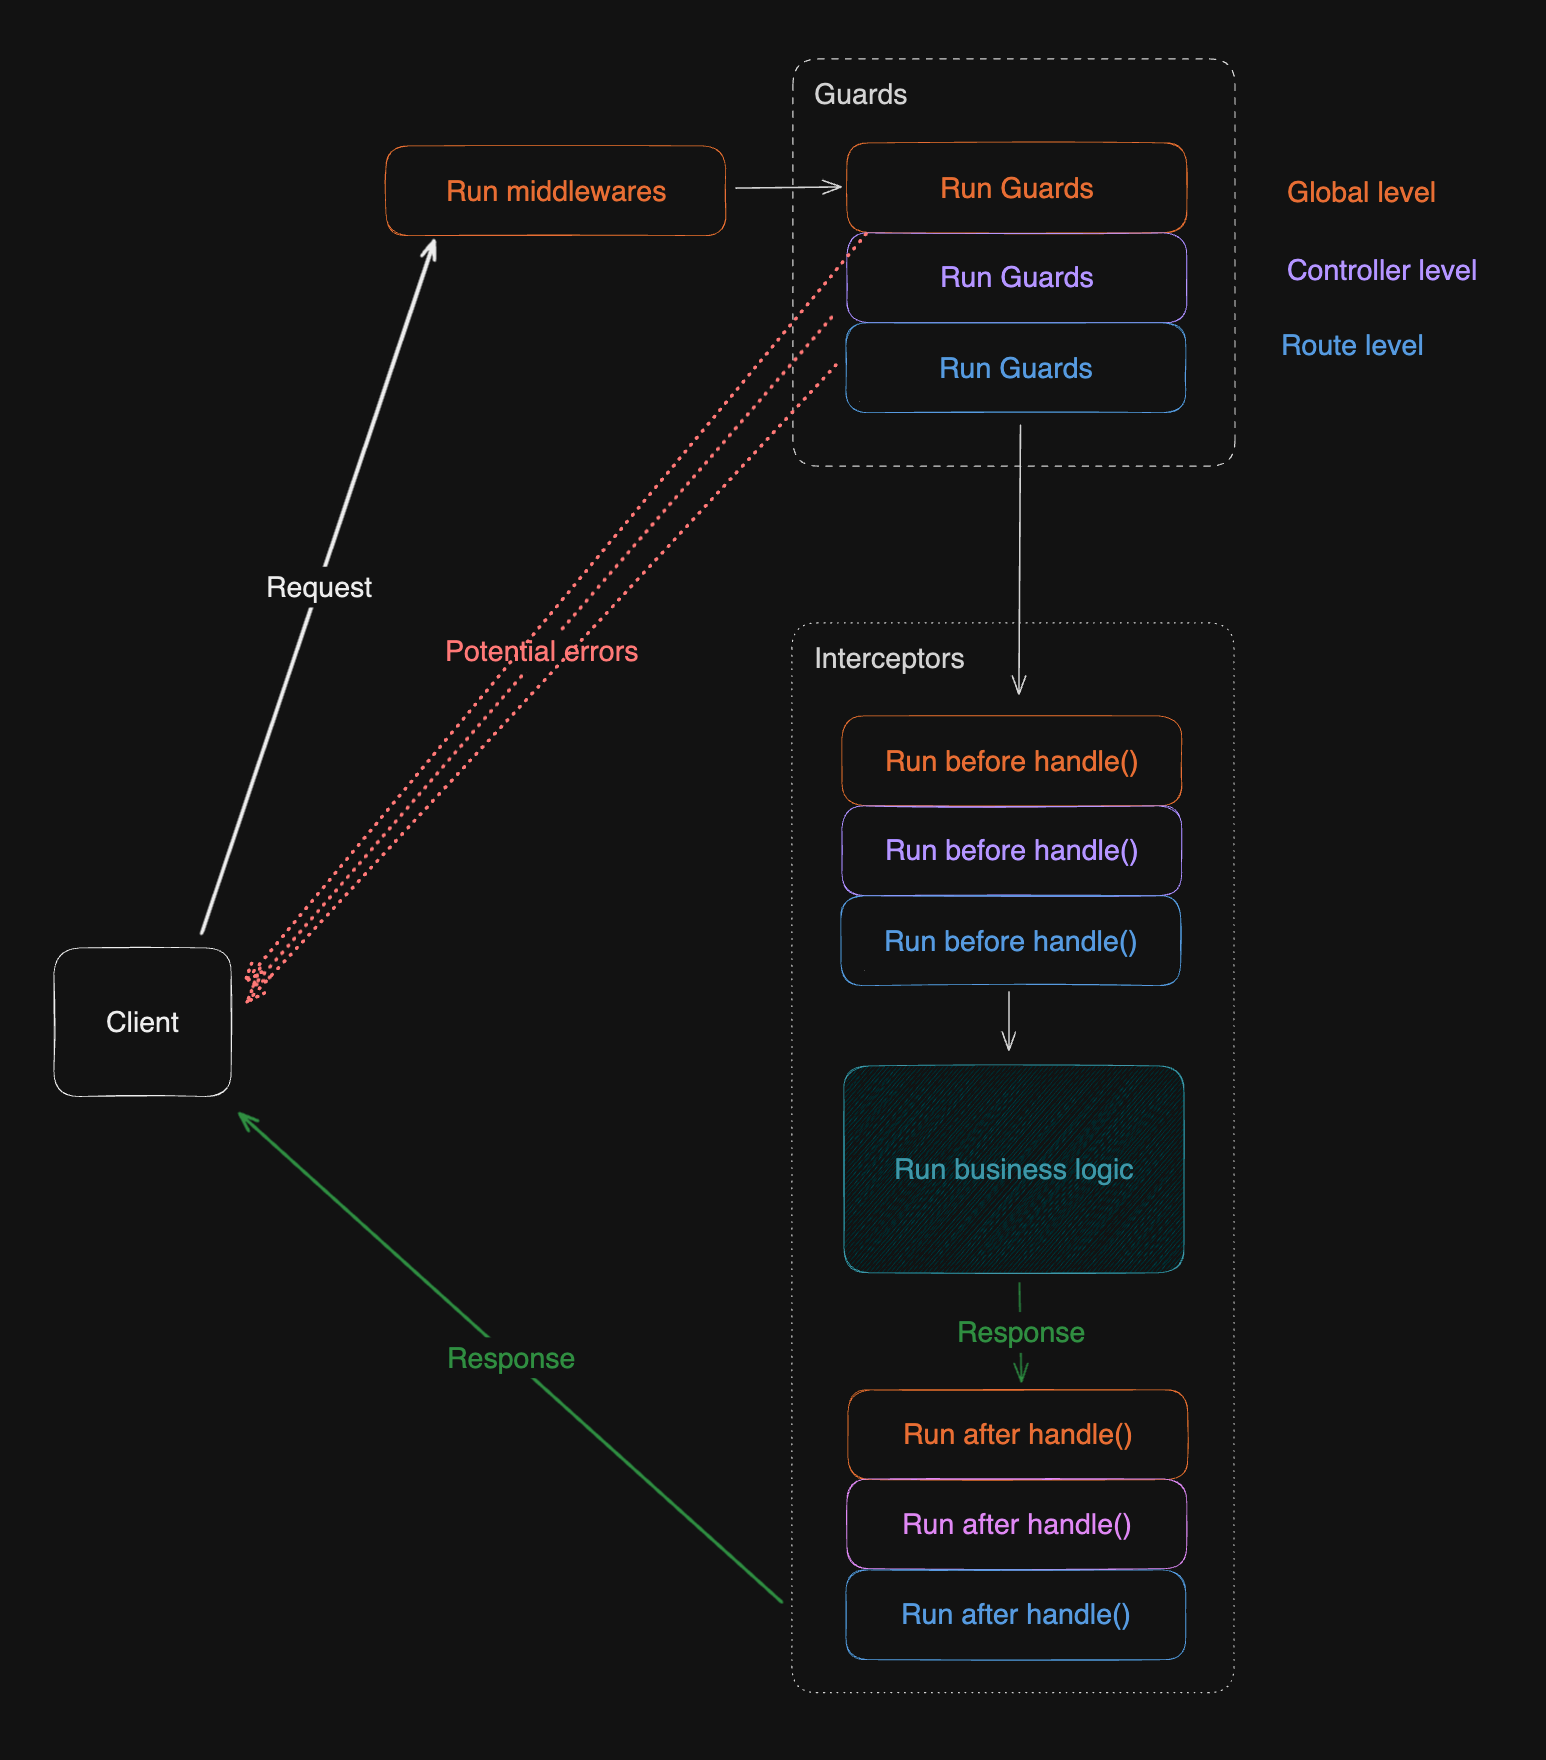 Guards
Run middlewares
Run Guards
Global level
Run Guards
Controller level
Run Guards
Route level
Request
Potential errors
Interceptors
Run before handle()
Run before handle()
Run before handle()
Client
Run business logic
Response
Response
Run after handle()
Run after handle()
Run after handle()